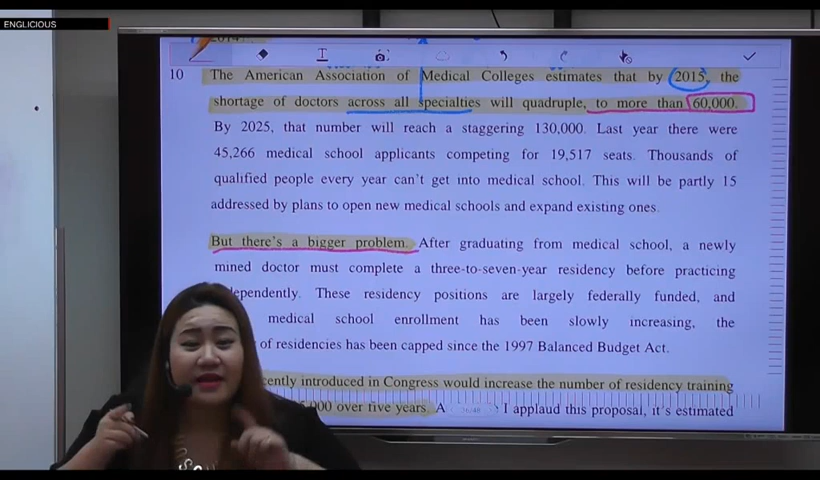 ENGLICIOUS
2014.
10 The American Association of Medical Colleges estimates that by 2015, the
shortage of doctors across all specialties will quadruple, to more than 60,000.
By 2025, that number will reach a staggering 130,000. Last year there were
45,266 medical school applicants competing for 19,517 seats. Thousands of
qualified people every year can't get into medical school. This will be partly 15
addressed by plans to open new medical schools and expand existing ones.
But there's a bigger problem. After graduating from medical school, a newly
mined doctor must complete a three-to-seven-year residency before practicing
independently. These residency positions are largely federally funded, and
medical school enrollment has been slowly increasing, the
of residencies has been capped since the 1997 Balanced Budget Act.
cently introduced in Congress would increase the number of residency training
000 over five years. A I applaud this proposal, it's estimated